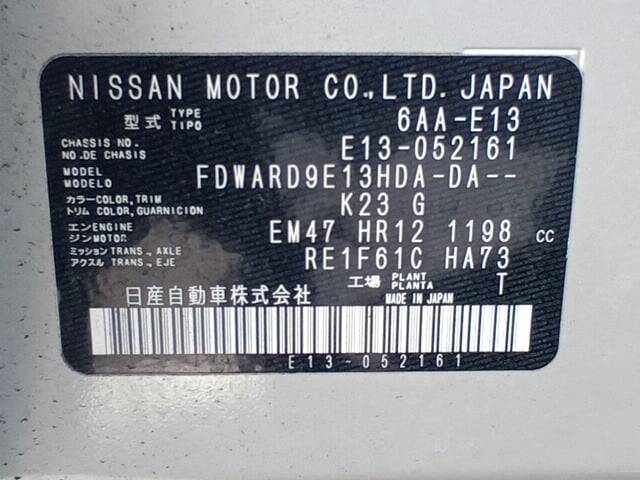 NISSAN MOTOR CO.,LTD. JAPAN
型式 TYPE TIPO 6AA-E13
CHASSIS NO. NO.DE CHASSIS E13-052161
MODEL MODELO FDWARD9E13HDA-DA--
カラー COLOR, TRIM トリム COLOR, GUARNICION K23 G
エンジン ENGINE MOTOR EM47 HR12 1198 CC
ミッション TRANS., AXLE アクスル TRANS., EJE RE1F61C HA73
工場 PLANT PLANTA T
日産自動車株式会社 MADE IN JAPAN
E13-052161